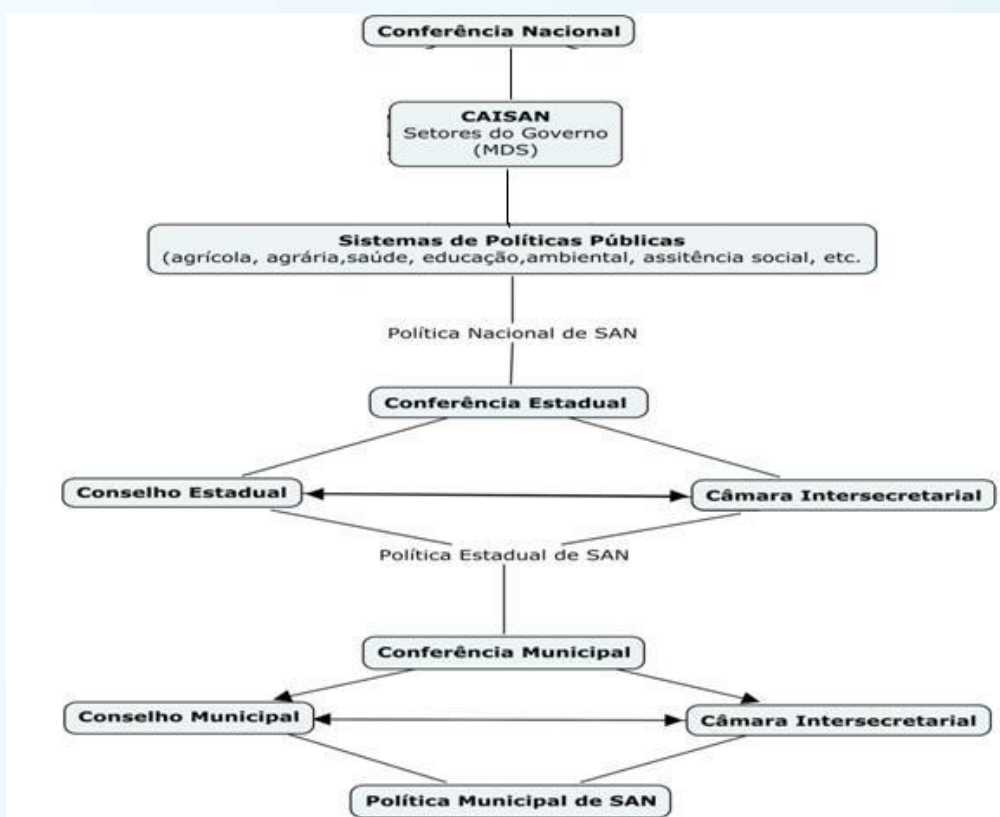 Conferência Nacional
CAISAN
Setores do Governo
(MDS)
Sistemas de Políticas Públicas
(agrícola, agrária,saúde, educação,ambiental, assitência social, etc.
Política Nacional de SAN
Conferência Estadual
Conselho Estadual
Câmara Intersecretarial
Política Estadual de SAN
Conferência Municipal
Conselho Municipal
Câmara Intersecretarial
Política Municipal de SAN